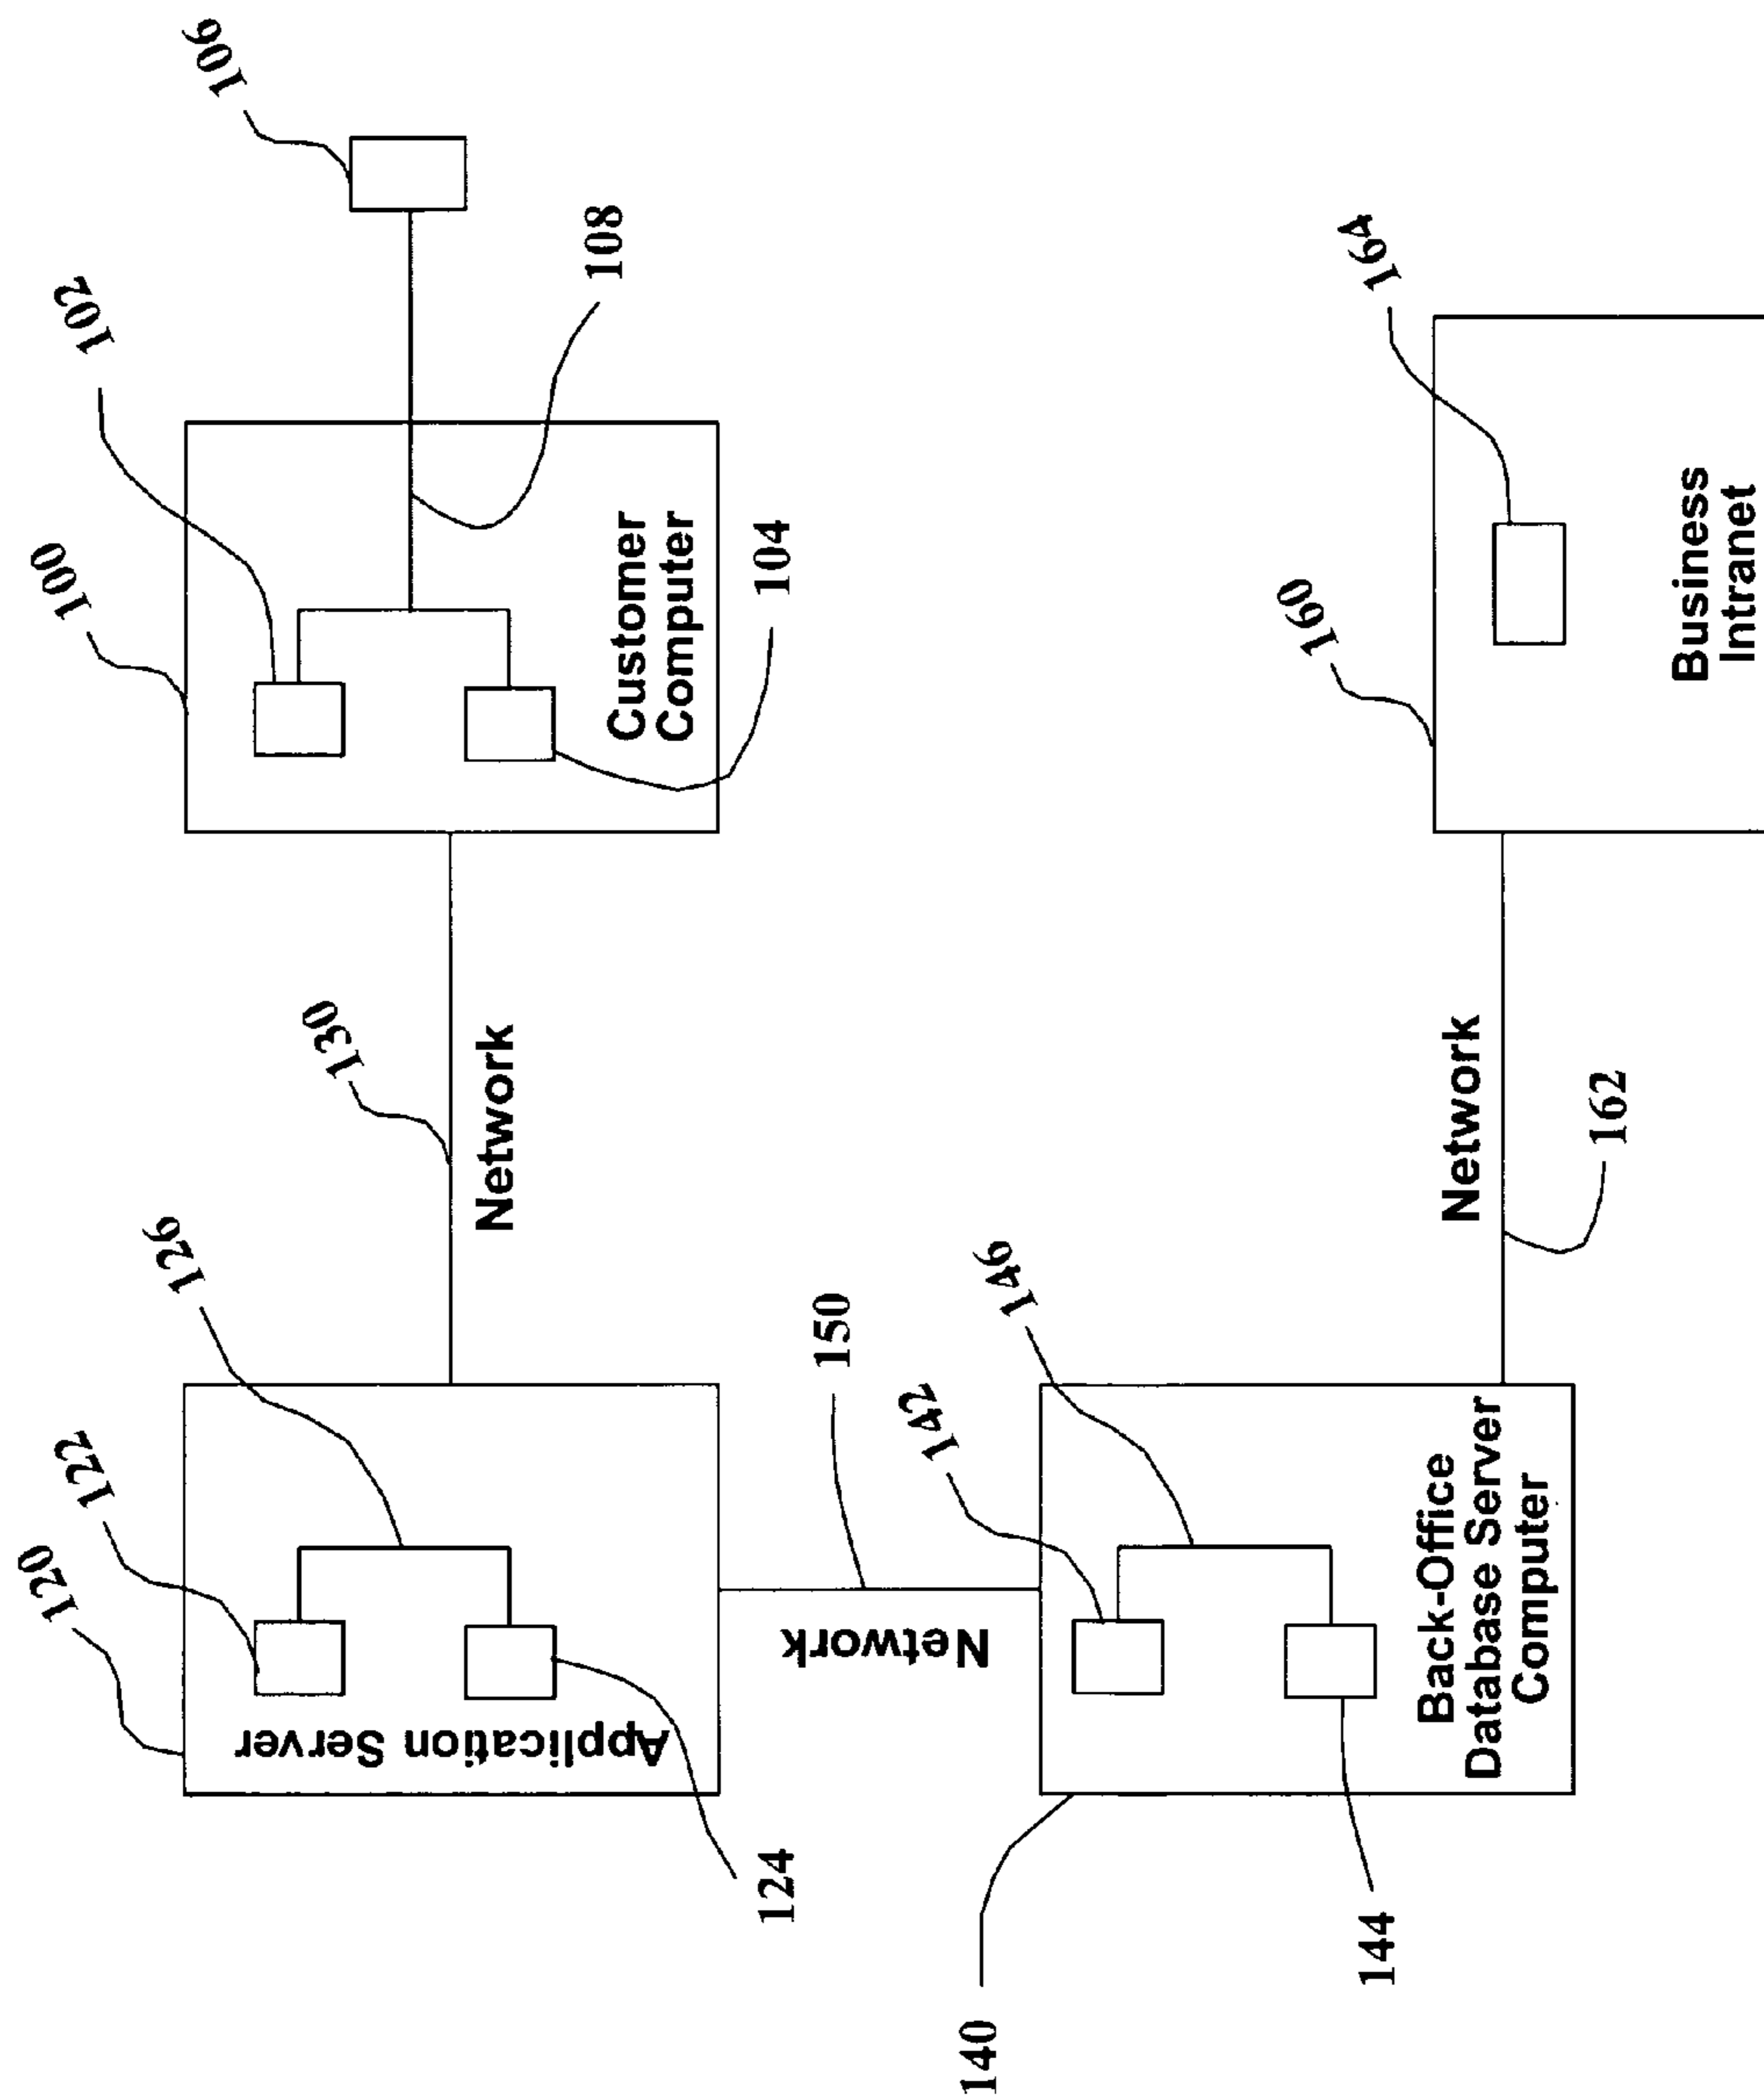 120
100
122
102
126
106
Application Server
130
Network
108
Customer
Computer
104
124
150
Network
142
140
146
160
164
144
Back-Office
Database Server
Computer
Network
162
Business
Intranet